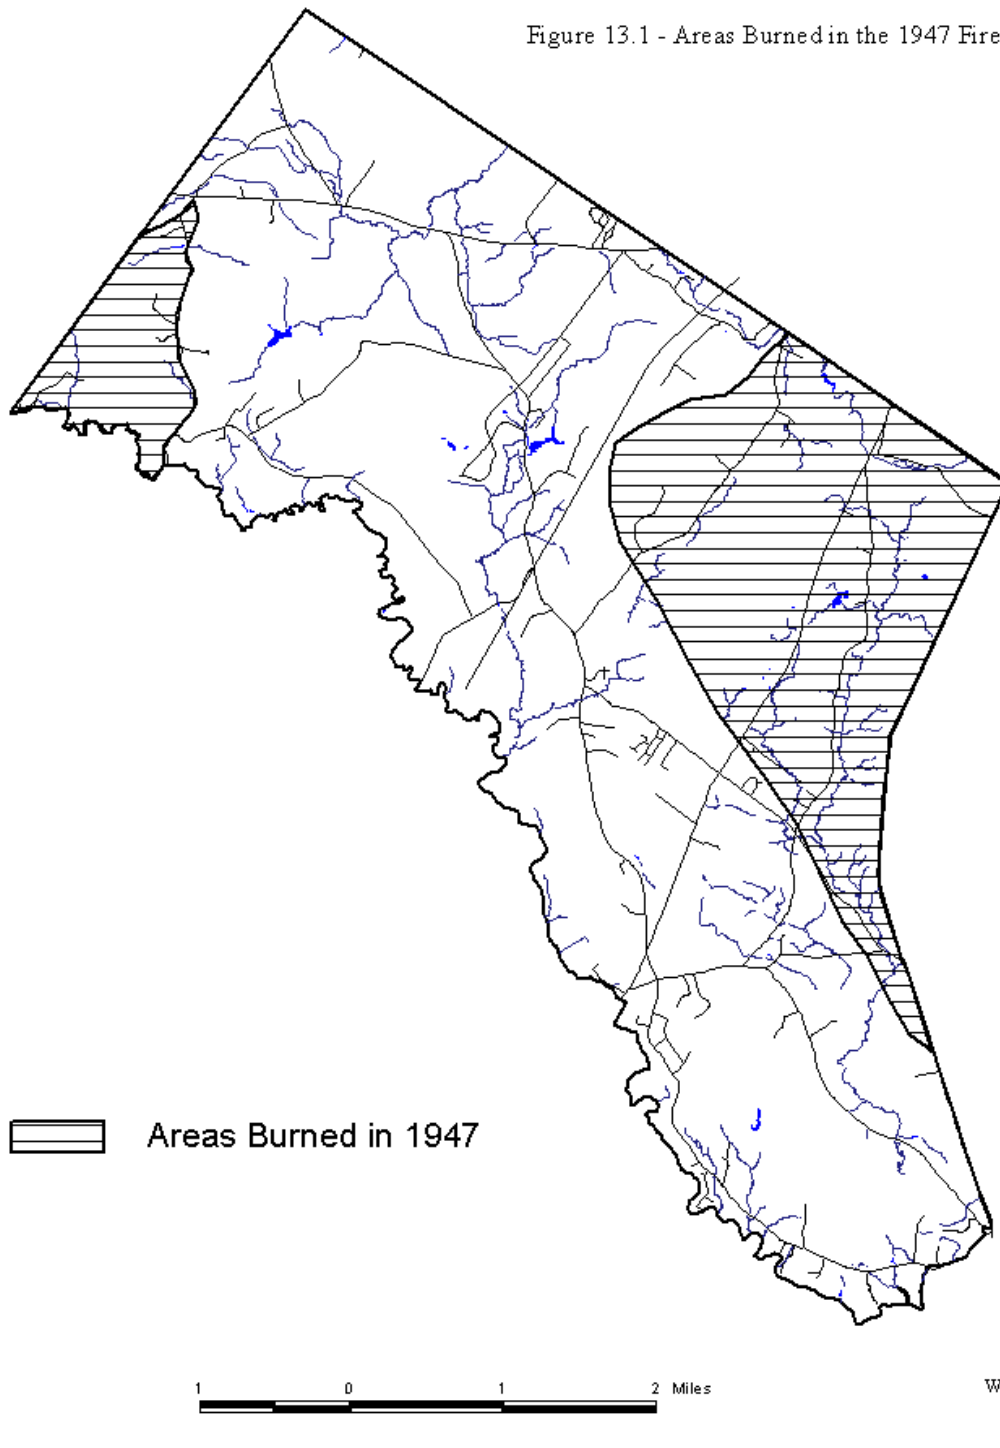 Figure 13.1 - Areas Burned in the 1947 Fire
Areas Burned in 1947
1 0 1 2 Miles
W